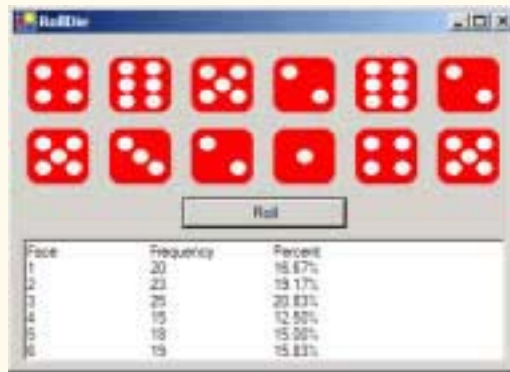 RollDie
Roll
Face Frequency Percent
1 20 16.67%
2 23 19.17%
3 25 20.83%
4 15 12.50%
5 18 15.00%
6 19 15.83%